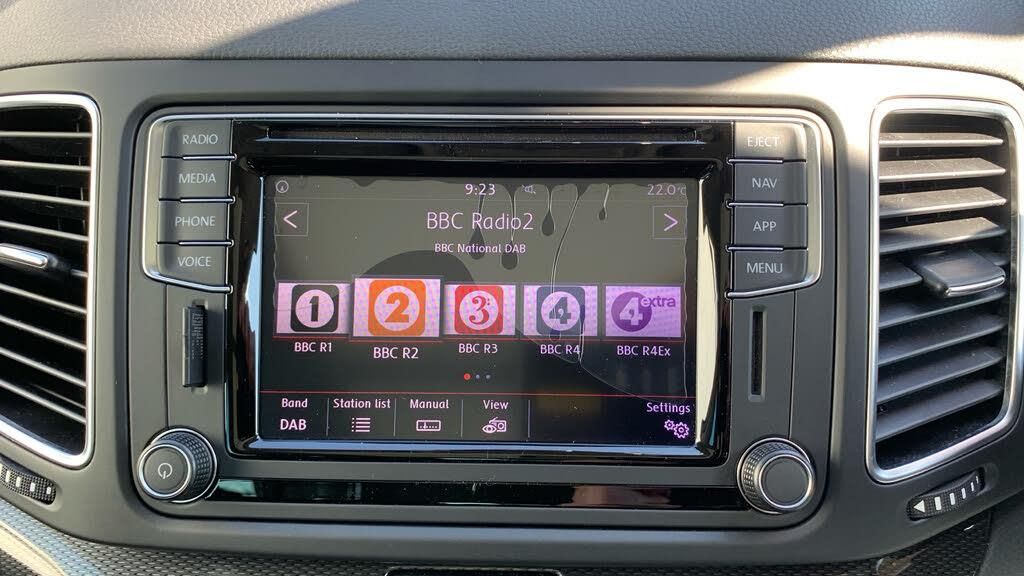 RADIO
MEDIA
PHONE
VOICE
EJECT
NAV
APP
MENU
9:23
22.0°C
BBC Radio2
BBC National DAB
1
2
3
4
4 extra
BBC R1
BBC R2
BBC R3
BBC R4
BBC R4Ex
Band
DAB
Station list
Manual
View
Settings